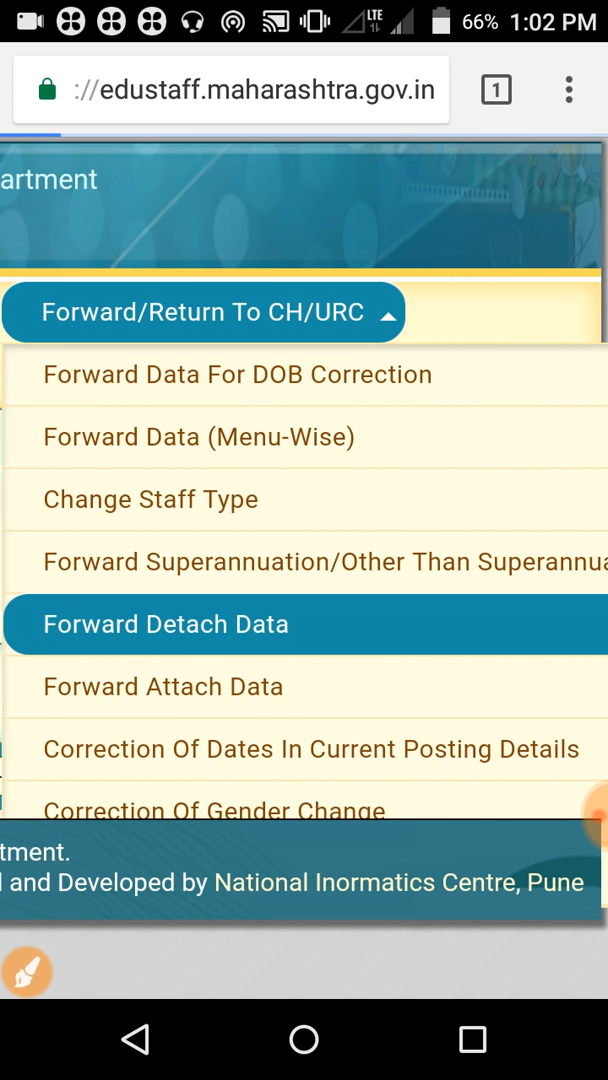 LTE
66% 1:02 PM
://edustaff.maharashtra.gov.in
1
artment
Forward/Return To CH/URC
Forward Data For DOB Correction
Forward Data (Menu-Wise)
Change Staff Type
Forward Superannuation/Other Than Superannua
Forward Detach Data
Forward Attach Data
Correction Of Dates In Current Posting Details
Correction Of Gender Change
tment.
and Developed by National Inormatics Centre, Pune